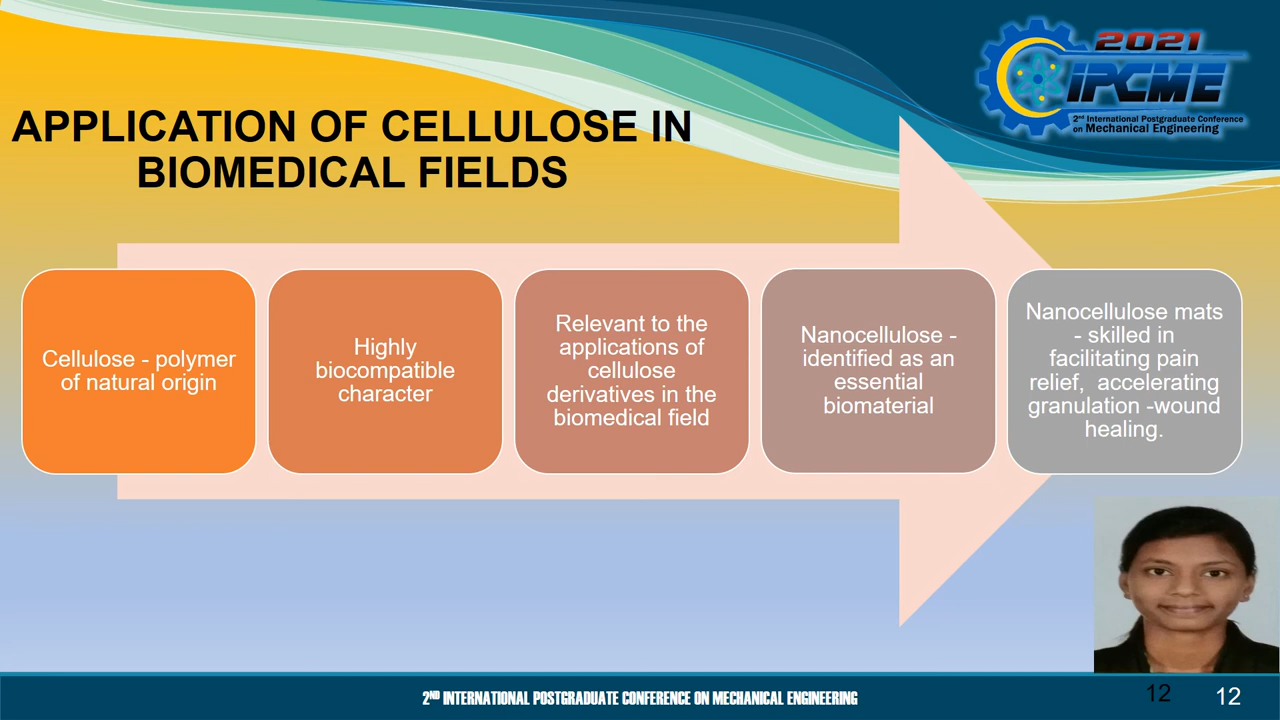 2021
IPCME
2nd International Postgraduate Conference
on Mechanical Engineering
APPLICATION OF CELLULOSE IN
BIOMEDICAL FIELDS
Cellulose - polymer
of natural origin
Highly
biocompatible
character
Relevant to the
applications of
cellulose
derivatives in the
biomedical field
Nanocellulose -
identified as an
essential
biomaterial
Nanocellulose mats
- skilled in
facilitating pain
relief, accelerating
granulation -wound
healing.
2ND INTERNATIONAL POSTGRADUATE CONFERENCE ON MECHANICAL ENGINEERING
12
12